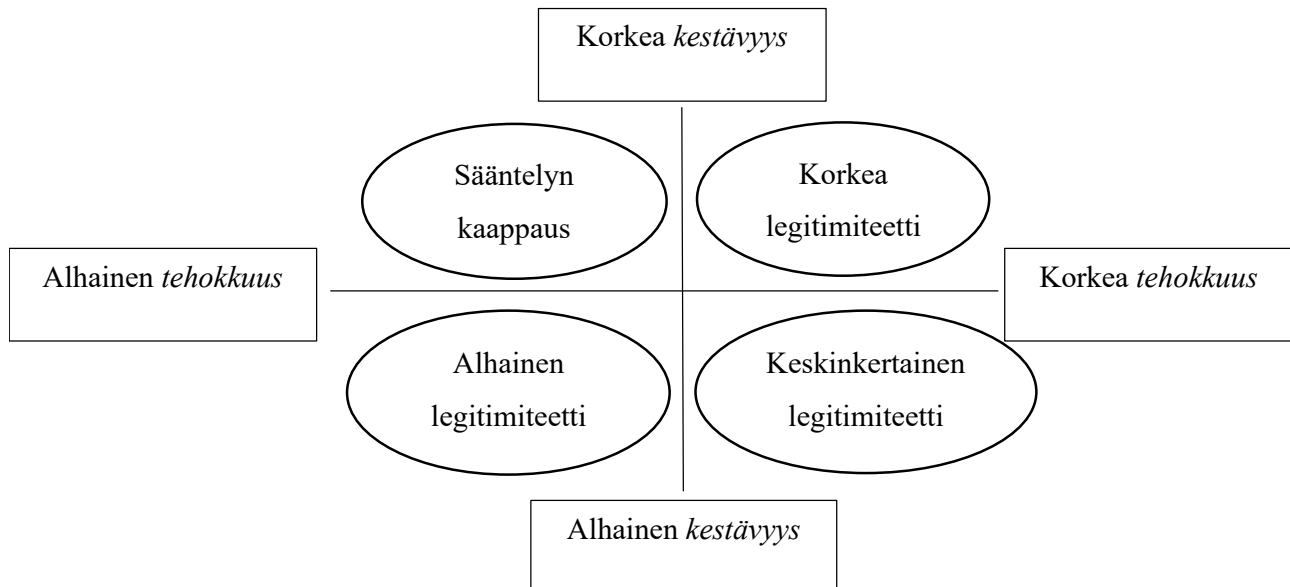 Korkea kestävyys
Sääntelyn
kaappaus
Korkea
legitimiteetti
Alhainen tehokkuus
Korkea tehokkuus
Alhainen
legitimiteetti
Keskinkertainen
legitimiteetti
Alhainen kestävyys